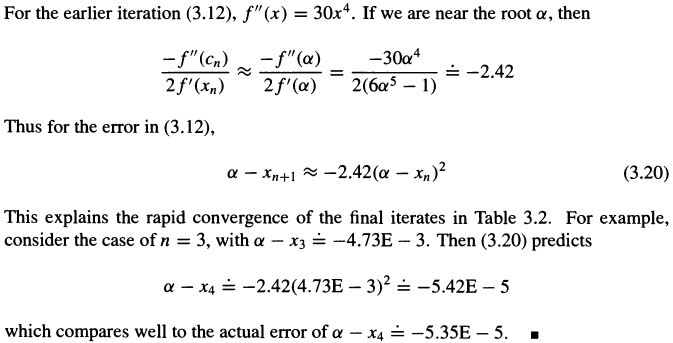 For the earlier iteration (3.12), f″(x) = 30x⁴. If we are near the root α, then
−f″(cₙ) / 2f′(xₙ) ≈ −f″(α) / 2f′(α) = −30α⁴ / 2(6α⁵ − 1) ≐ −2.42
Thus for the error in (3.12),
α − xₙ₊₁ ≈ −2.42(α − xₙ)² (3.20)
This explains the rapid convergence of the final iterates in Table 3.2. For example,
consider the case of n = 3, with α − x₃ ≐ −4.73E − 3. Then (3.20) predicts
α − x₄ ≐ −2.42(4.73E − 3)² ≐ −5.42E − 5
which compares well to the actual error of α − x₄ ≐ −5.35E − 5. ■